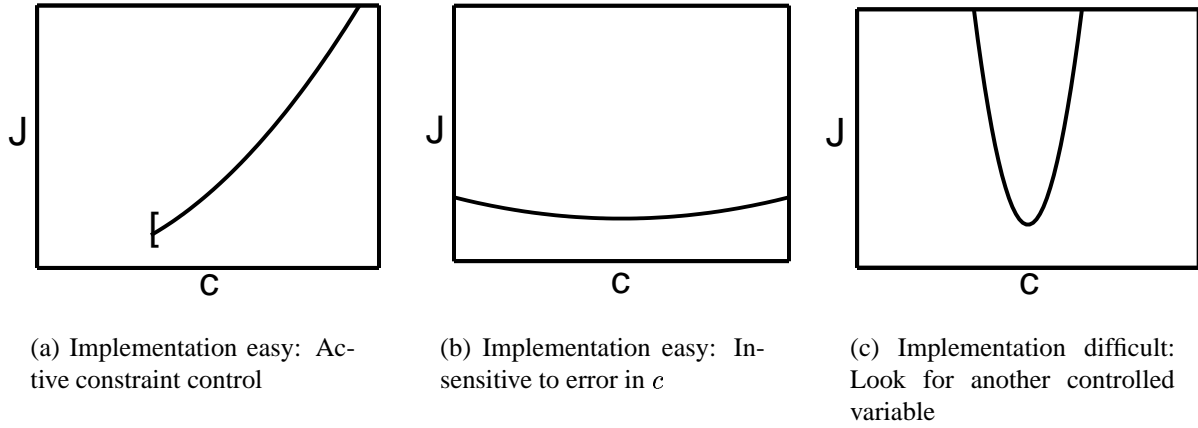 J
c
J
c
J
c
(a) Implementation easy: Ac-
tive constraint control
(b) Implementation easy: In-
sensitive to error in c
(c) Implementation difficult:
Look for another controlled
variable